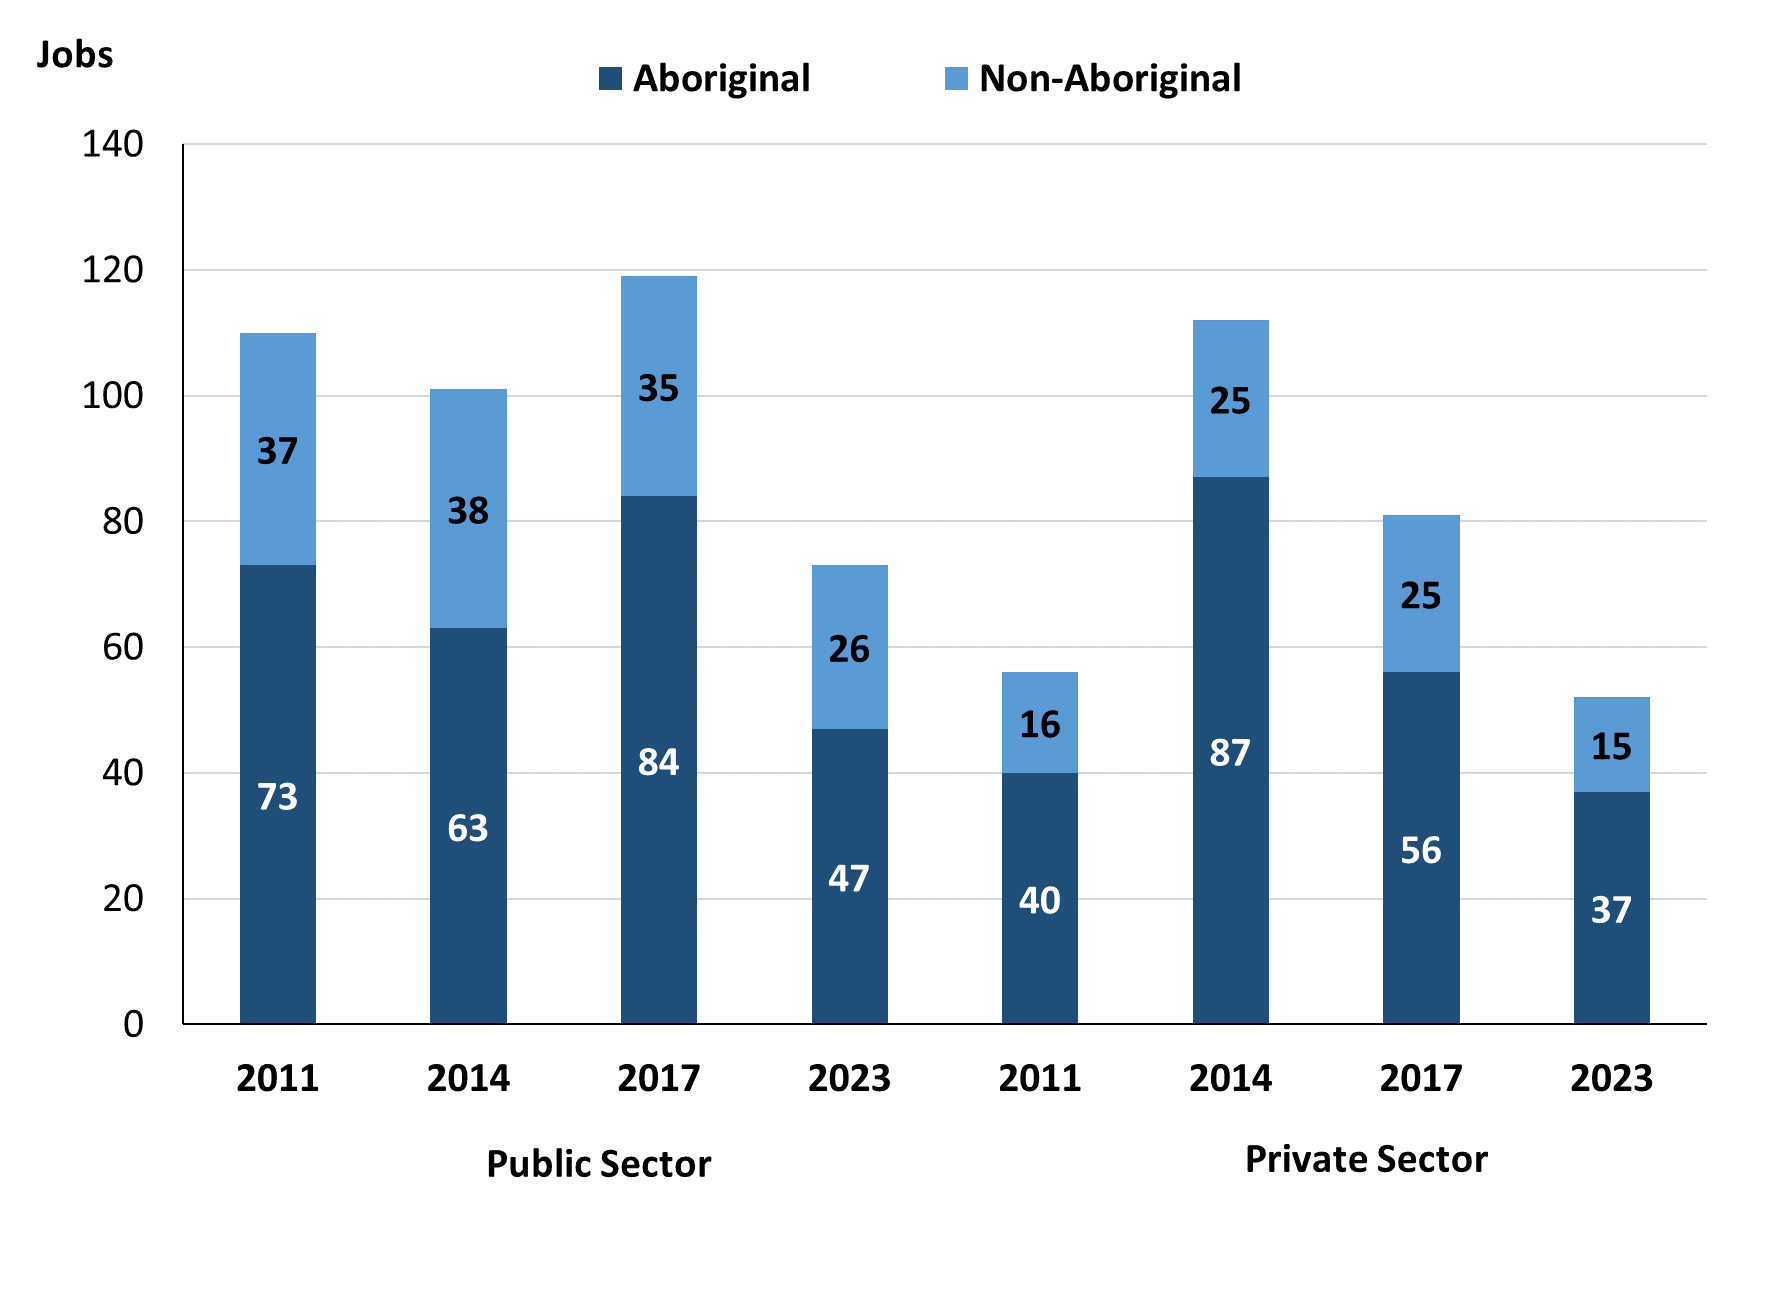 Jobs
Aboriginal Non-Aboriginal
140
120
100
80
60
40
20
0
37 38 35 26 16 25 25 15
73 63 84 47 40 87 56 37
2011 2014 2017 2023 2011 2014 2017 2023
Public Sector Private Sector